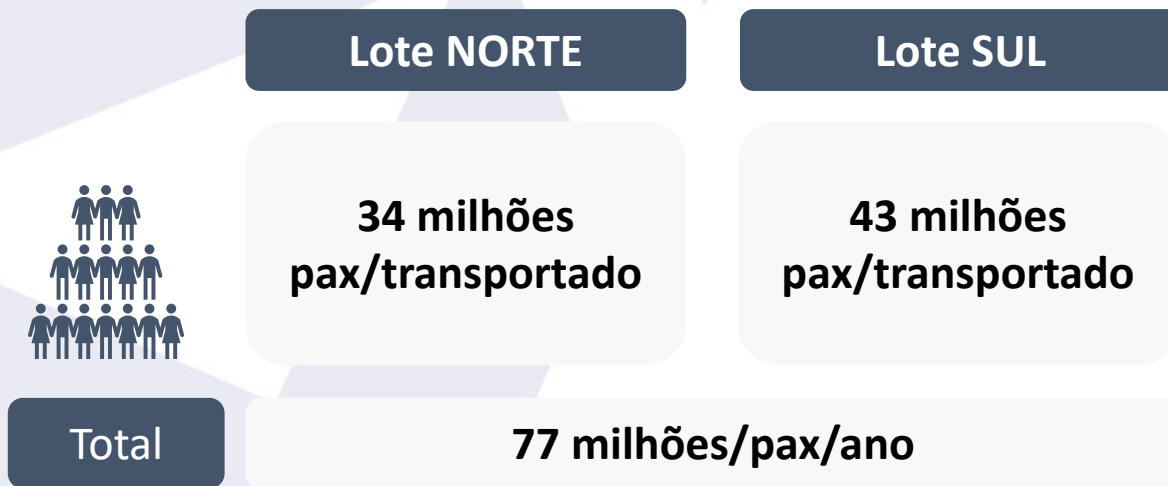 Lote NORTE
Lote SUL
34 milhões
pax/transportado
43 milhões
pax/transportado
Total
77 milhões/pax/ano